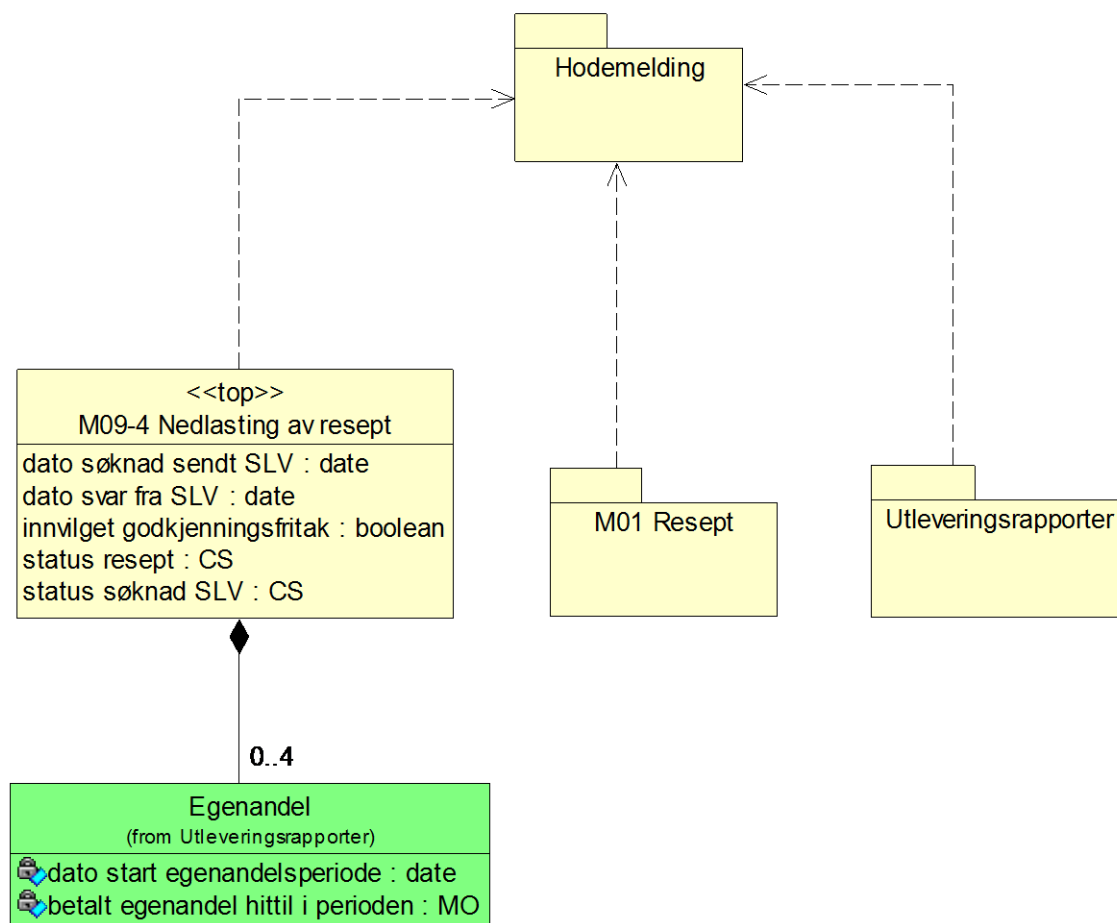 Hodemelding
<<top>>
M09-4 Nedlasting av resept
dato søknad sendt SLV : date
dato svar fra SLV : date
innvilget godkjenningsfritak : boolean
status resept : CS
status søknad SLV : CS
M01 Resept
Utleveringsrapporter
0..4
Egenandel
(from Utleveringsrapporter)
dato start egenandelsperiode : date
betalt egenandel hittil i perioden : MO